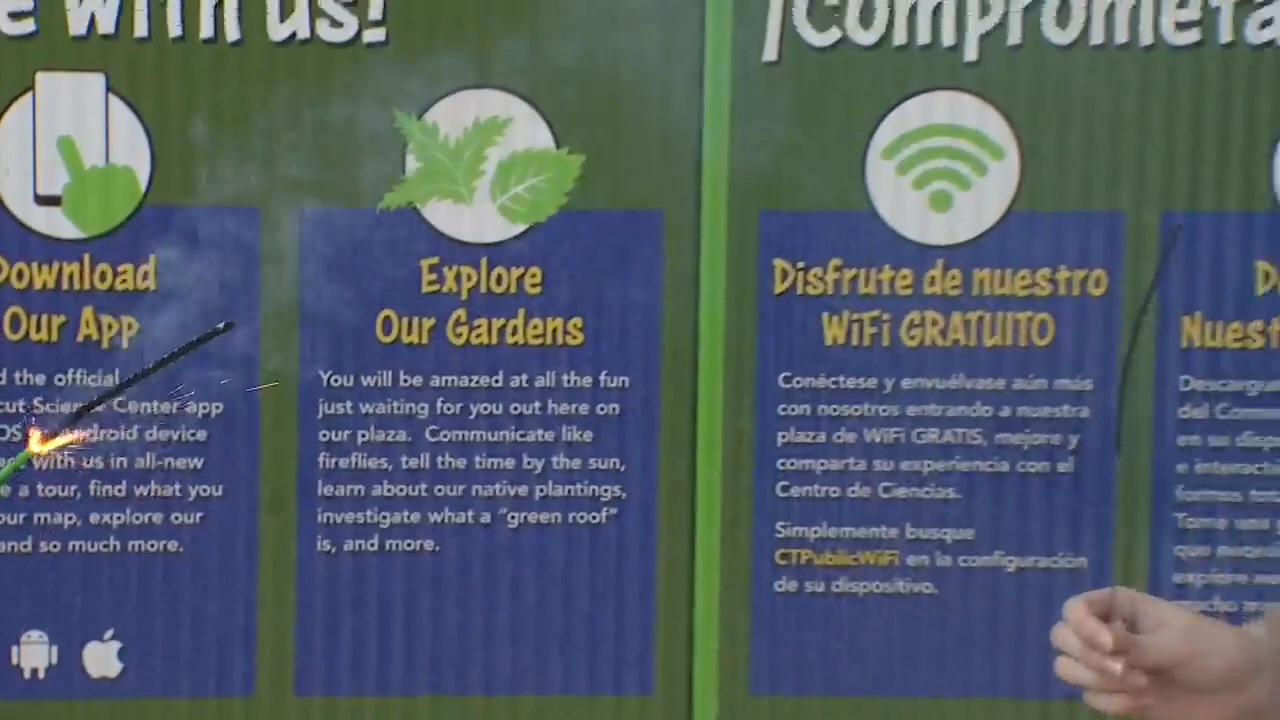 with us!
¡Comprometa
Download
Our App
the official
Center app
android device
with us in all-new
a tour, find what you
our map, explore our
and so much more.
Explore
Our Gardens
You will be amazed at all the fun
just waiting for you out here on
our plaza. Communicate like
fireflies, tell the time by the sun,
learn about our native plantings,
investigate what a "green roof"
is, and more.
Disfrute de nuestro
WiFi GRATUITO
Conéctese y envuélvase aún más
con nosotros entrando a nuestra
plaza de WiFi GRATIS, mejore y
comparta su experiencia con el
Centro de Ciencias.
Simplemente busque
CTPublicWiFi en la configuración
de su dispositivo.
del
en su